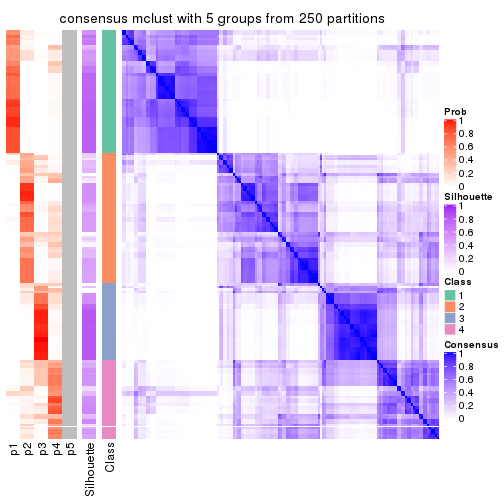 consensus mclust with 5 groups from 250 partitions
Prob
1
0.8
0.6
0.4
0.2
0
Silhouette
1
0.8
0.6
0.4
0.2
0
Class
1
2
3
4
Consensus
1
0.8
0.6
0.4
0.2
0
p1
p2
p3
p4
p5
Silhouette
Class